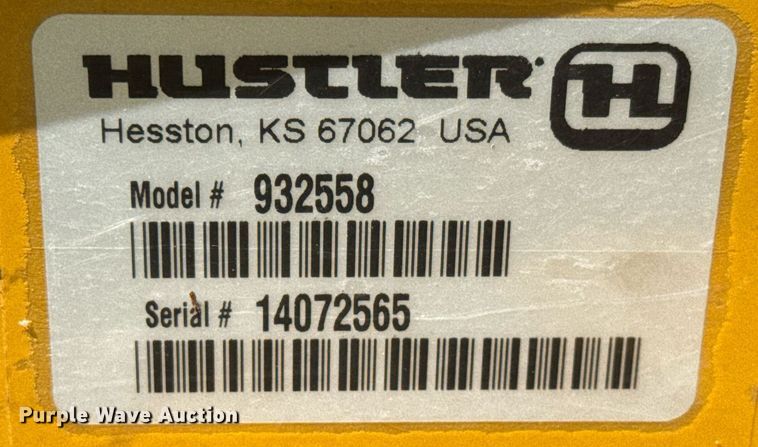 HUSTLER
H
Hesston, KS 67062 USA
Model # 932558
Serial # 14072565
Purple Wave Auction